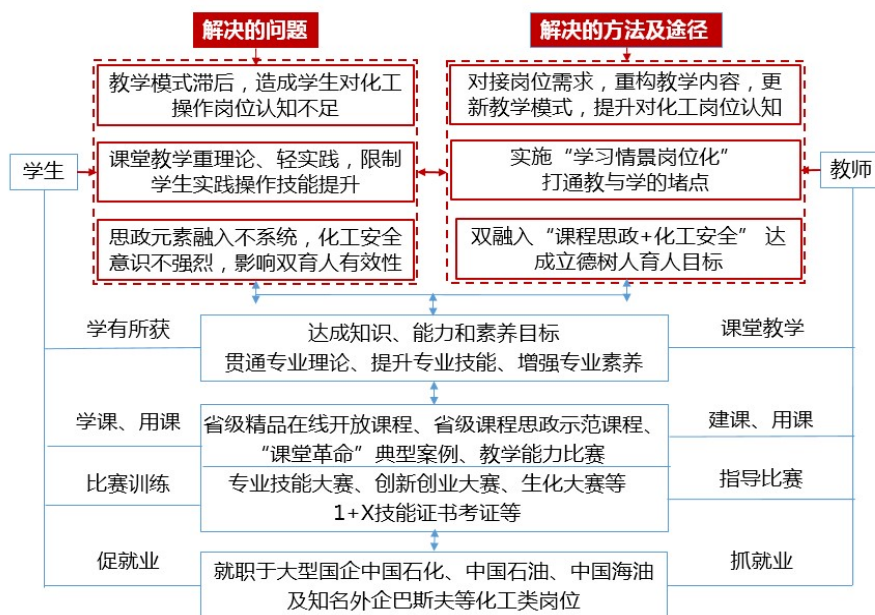 解决的问题
解决的方法及途径
教学模式滞后，造成学生对化工
操作岗位认知不足
对接岗位需求，重构教学内容，更
新教学模式，提升对化工岗位认知
学生
课堂教学重理论、轻实践，限制
学生实践操作技能提升
实施“学习情景岗位化”
打通教与学的堵点
教师
思政元素融入不系统，化工安全
意识不强烈，影响双育人有效性
双融入“课程思政+化工安全” 达
成立德树人育人目标
学有所获
达成知识、能力和素养目标
贯通专业理论、提升专业技能、增强专业素养
课堂教学
学课、用课
省级精品在线开放课程、省级课程思政示范课程、
“课堂革命”典型案例、教学能力比赛
建课、用课
比赛训练
专业技能大赛、创新创业大赛、生化大赛等
1+X技能证书考证等
指导比赛
促就业
就职于大型国企中国石化、中国石油、中国海油
及知名外企巴斯夫等化工类岗位
抓就业